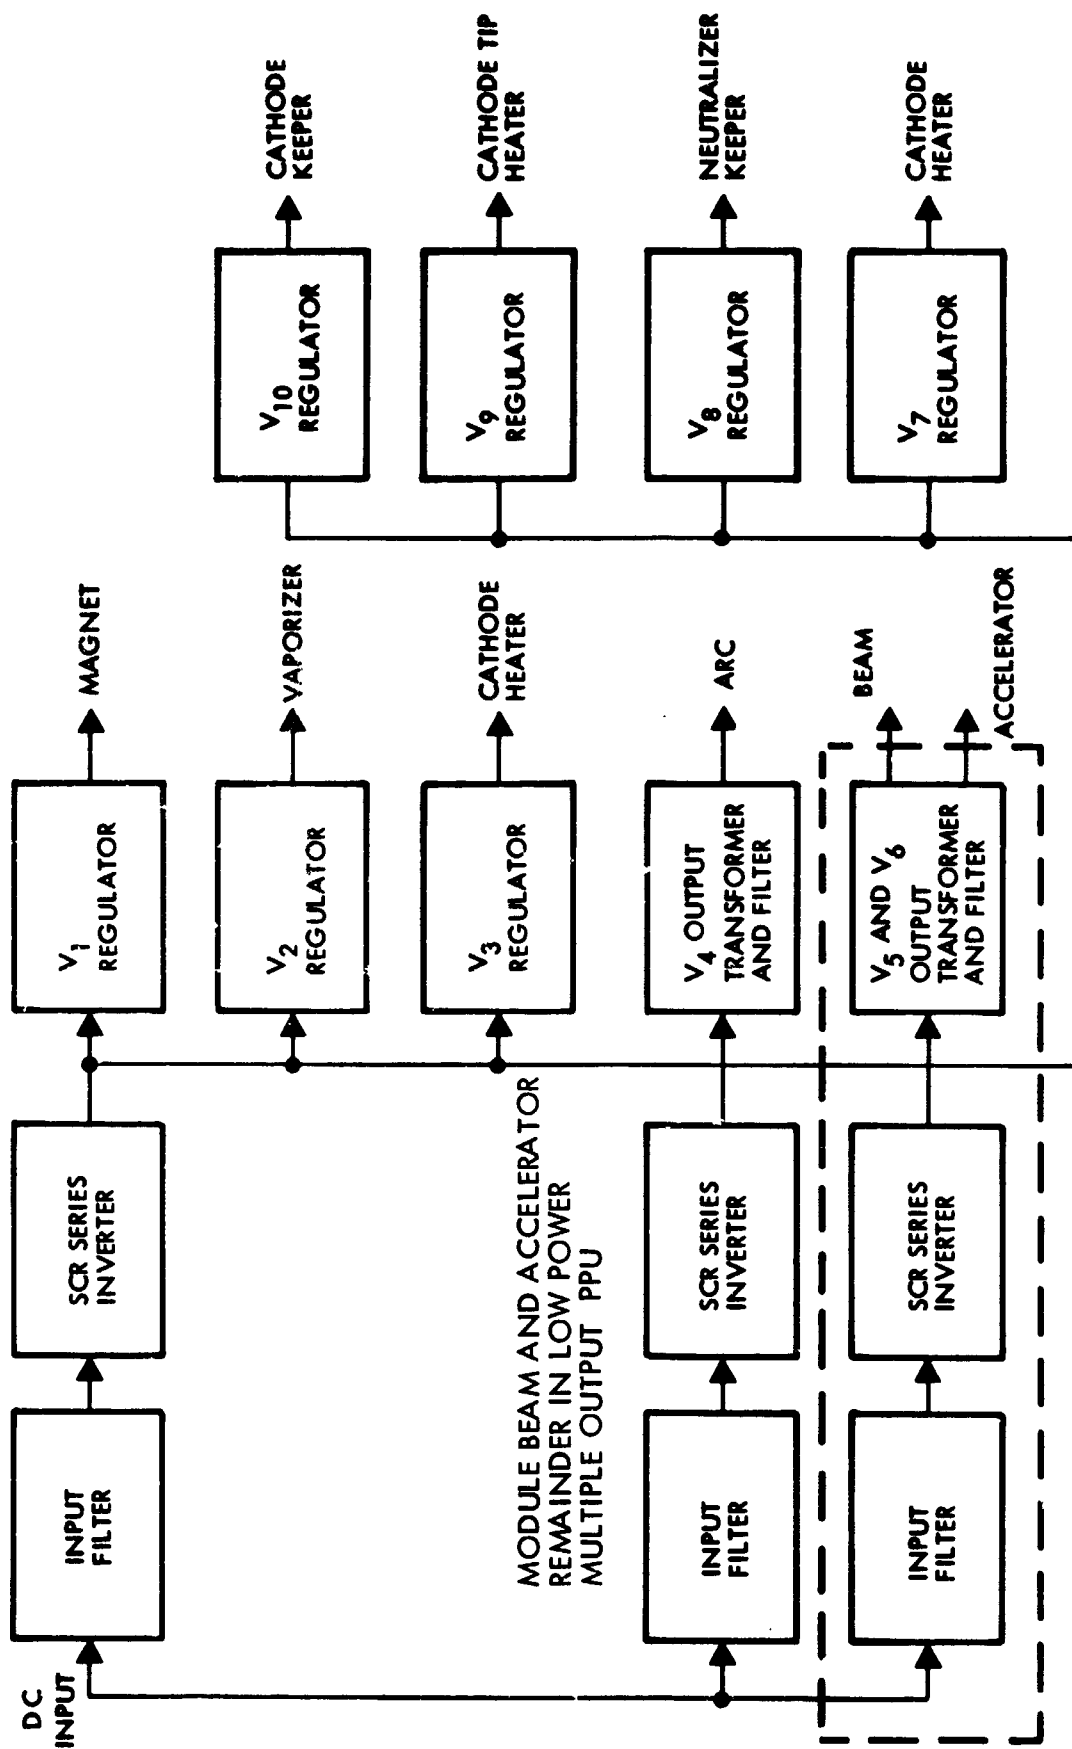 DC
INPUT
INPUT
FILTER
SCR SERIES
INVERTER
V1
REGULATOR
MAGNET
V2
REGULATOR
VAPORIZER
V3
REGULATOR
CATHODE
HEATER
MODULE BEAM AND ACCELERATOR
REMAINDER IN LOW POWER
MULTIPLE OUTPUT PPU
INPUT
FILTER
SCR SERIES
INVERTER
V4 OUTPUT
TRANSFORMER
AND FILTER
ARC
INPUT
FILTER
SCR SERIES
INVERTER
V5 AND V6
OUTPUT
TRANSFORMER
AND FILTER
BEAM
ACCELERATOR
V10
REGULATOR
CATHODE
KEEPER
V9
REGULATOR
CATHODE TIP
HEATER
V8
REGULATOR
NEUTRALIZER
KEEPER
V7
REGULATOR
CATHODE
HEATER